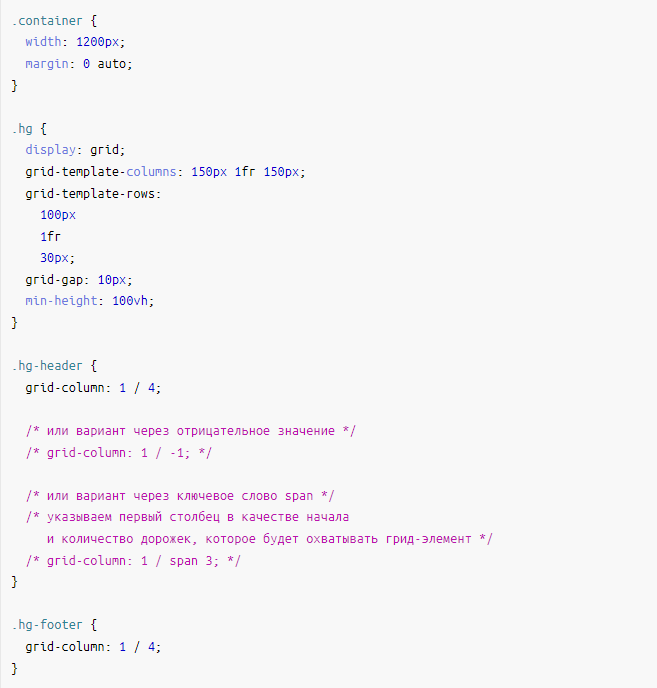 .container {
  width: 1200px;
  margin: 0 auto;
}

.hg {
  display: grid;
  grid-template-columns: 150px 1fr 150px;
  grid-template-rows:
    100px
    1fr
    30px;
  grid-gap: 10px;
  min-height: 100vh;
}

.hg-header {
  grid-column: 1 / 4;

  /* или вариант через отрицательное значение */
  /* grid-column: 1 / -1; */

  /* или вариант через ключевое слово span */
  /* указываем первый столбец в качестве начала
     и количество дорожек, которое будет охватывать грид-элемент */
  /* grid-column: 1 / span 3; */
}

.hg-footer {
  grid-column: 1 / 4;
}